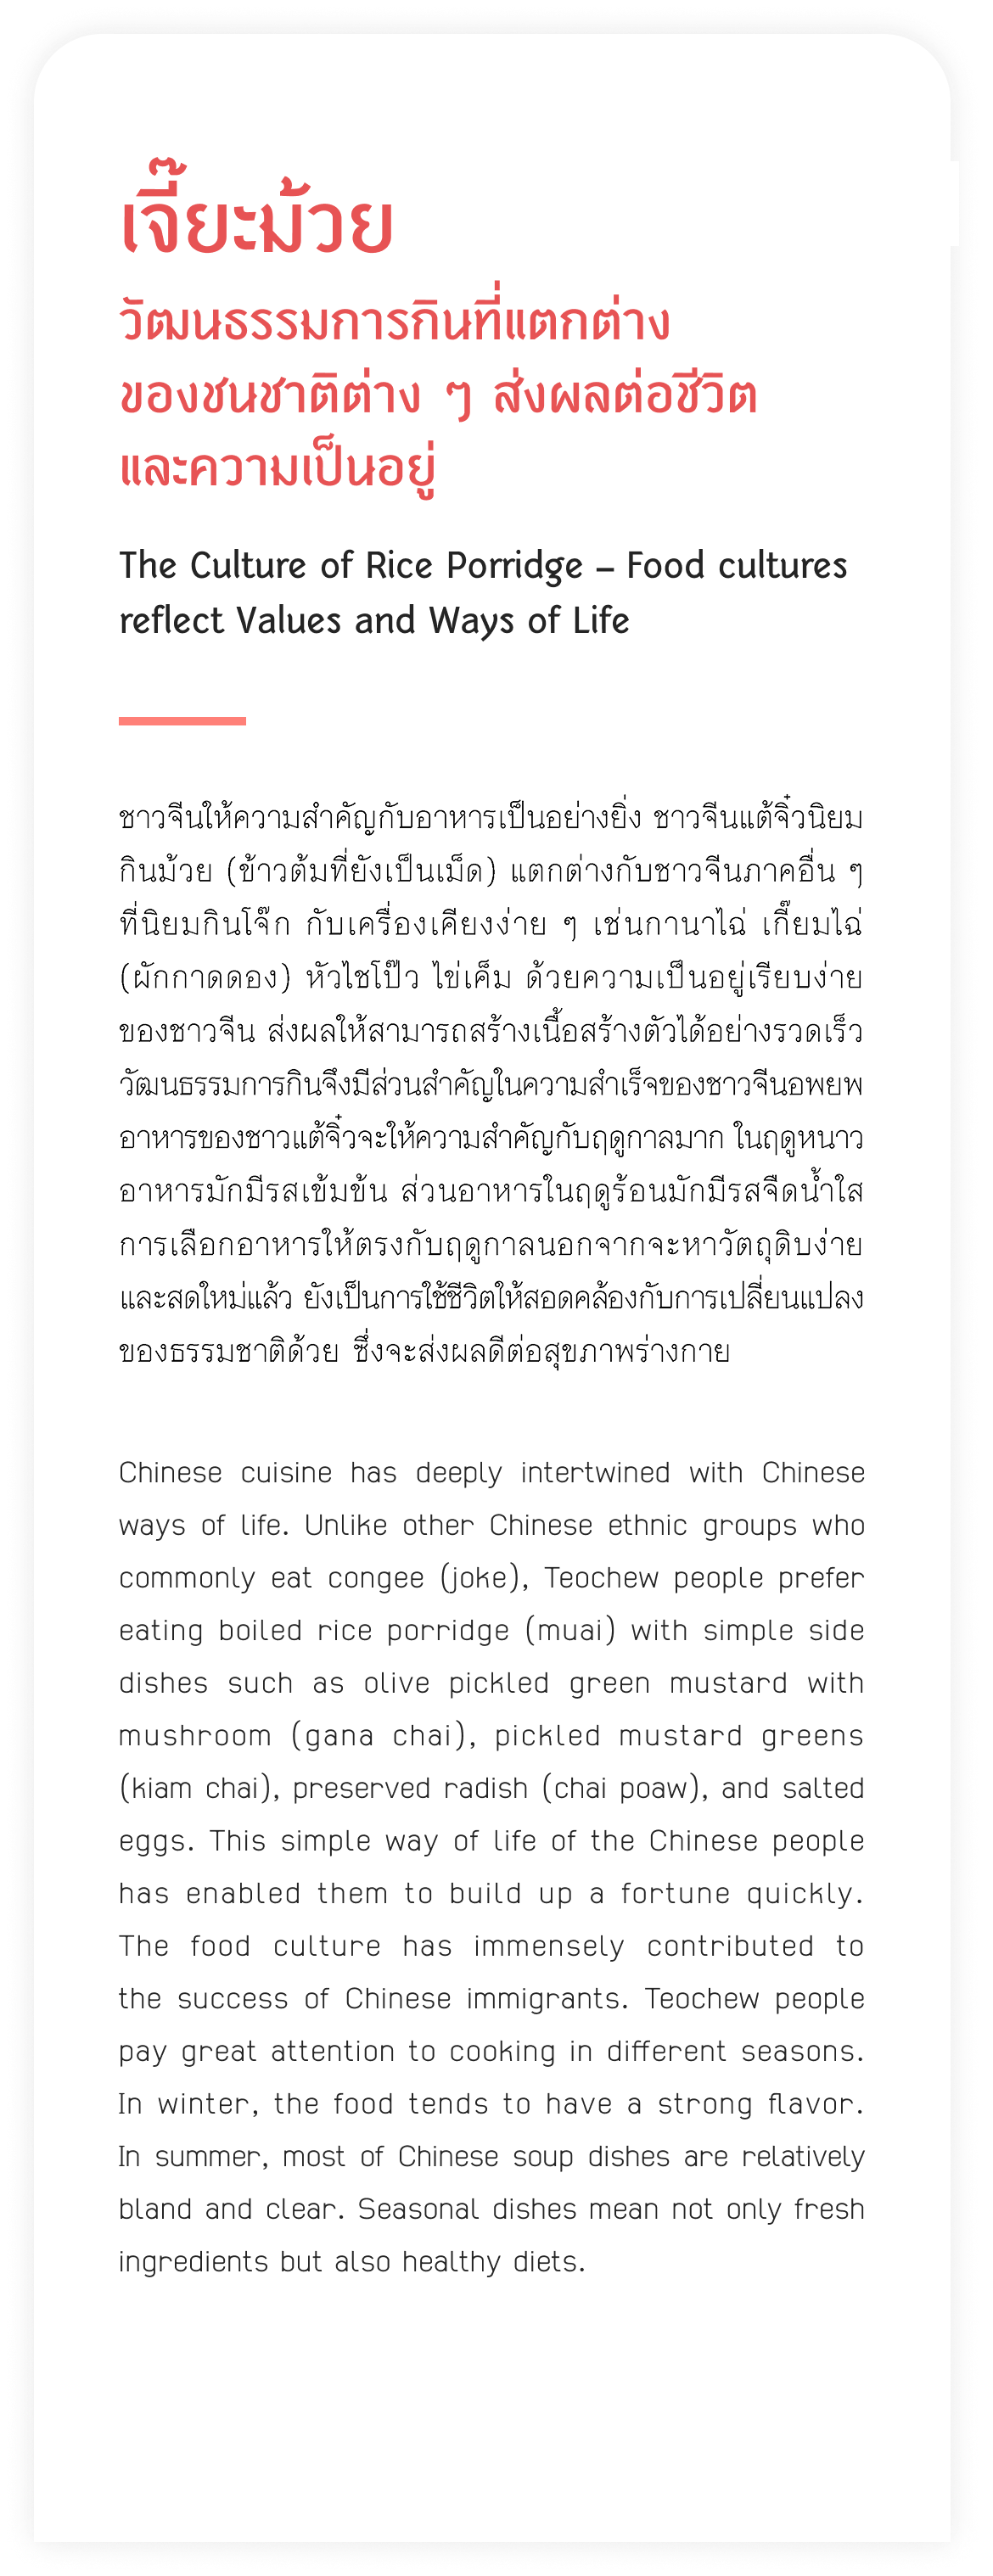 เจี๊ยะม้วย
วัฒนธรรมการกินที่แตกต่าง
ของชนชาติต่าง ๆ ส่งผลต่อชีวิต
และความเป็นอยู่
The Culture of Rice Porridge – Food cultures
reflect Values and Ways of Life
ชาวจีนให้ความสำคัญกับอาหารเป็นอย่างยิ่ง ชาวจีนแต้จิ๋วนิยม
กินม้วย (ข้าวต้มที่ยังเป็นเม็ด) แตกต่างกับชาวจีนภาคอื่น ๆ
ที่นิยมกินโจ๊ก กับเครื่องเคียงง่าย ๆ เช่นกานาไฉ่ เกี๊ยมไฉ่
(ผักกาดดอง) หัวไชโป๊ว ไข่เค็ม ด้วยความเป็นอยู่เรียบง่าย
ของชาวจีน ส่งผลให้สามารถสร้างเนื้อสร้างตัวได้อย่างรวดเร็ว
วัฒนธรรมการกินจึงมีส่วนสำคัญในความสำเร็จของชาวจีนอพยพ
อาหารของชาวแต้จิ๋วจะให้ความสำคัญกับฤดูกาลมาก ในฤดูหนาว
อาหารมักมีรสเข้มข้น ส่วนอาหารในฤดูร้อนมักมีรสจืดน้ำใส
การเลือกอาหารให้ตรงกับฤดูกาลนอกจากจะหาวัตถุดิบง่าย
และสดใหม่แล้ว ยังเป็นการใช้ชีวิตให้สอดคล้องกับการเปลี่ยนแปลง
ของธรรมชาติด้วย ซึ่งจะส่งผลดีต่อสุขภาพร่างกาย
Chinese cuisine has deeply intertwined with Chinese
ways of life. Unlike other Chinese ethnic groups who
commonly eat congee (joke), Teochew people prefer
eating boiled rice porridge (muai) with simple side
dishes such as olive pickled green mustard with
mushroom (gana chai), pickled mustard greens
(kiam chai), preserved radish (chai poaw), and salted
eggs. This simple way of life of the Chinese people
has enabled them to build up a fortune quickly.
The food culture has immensely contributed to
the success of Chinese immigrants. Teochew people
pay great attention to cooking in different seasons.
In winter, the food tends to have a strong flavor.
In summer, most of Chinese soup dishes are relatively
bland and clear. Seasonal dishes mean not only fresh
ingredients but also healthy diets.